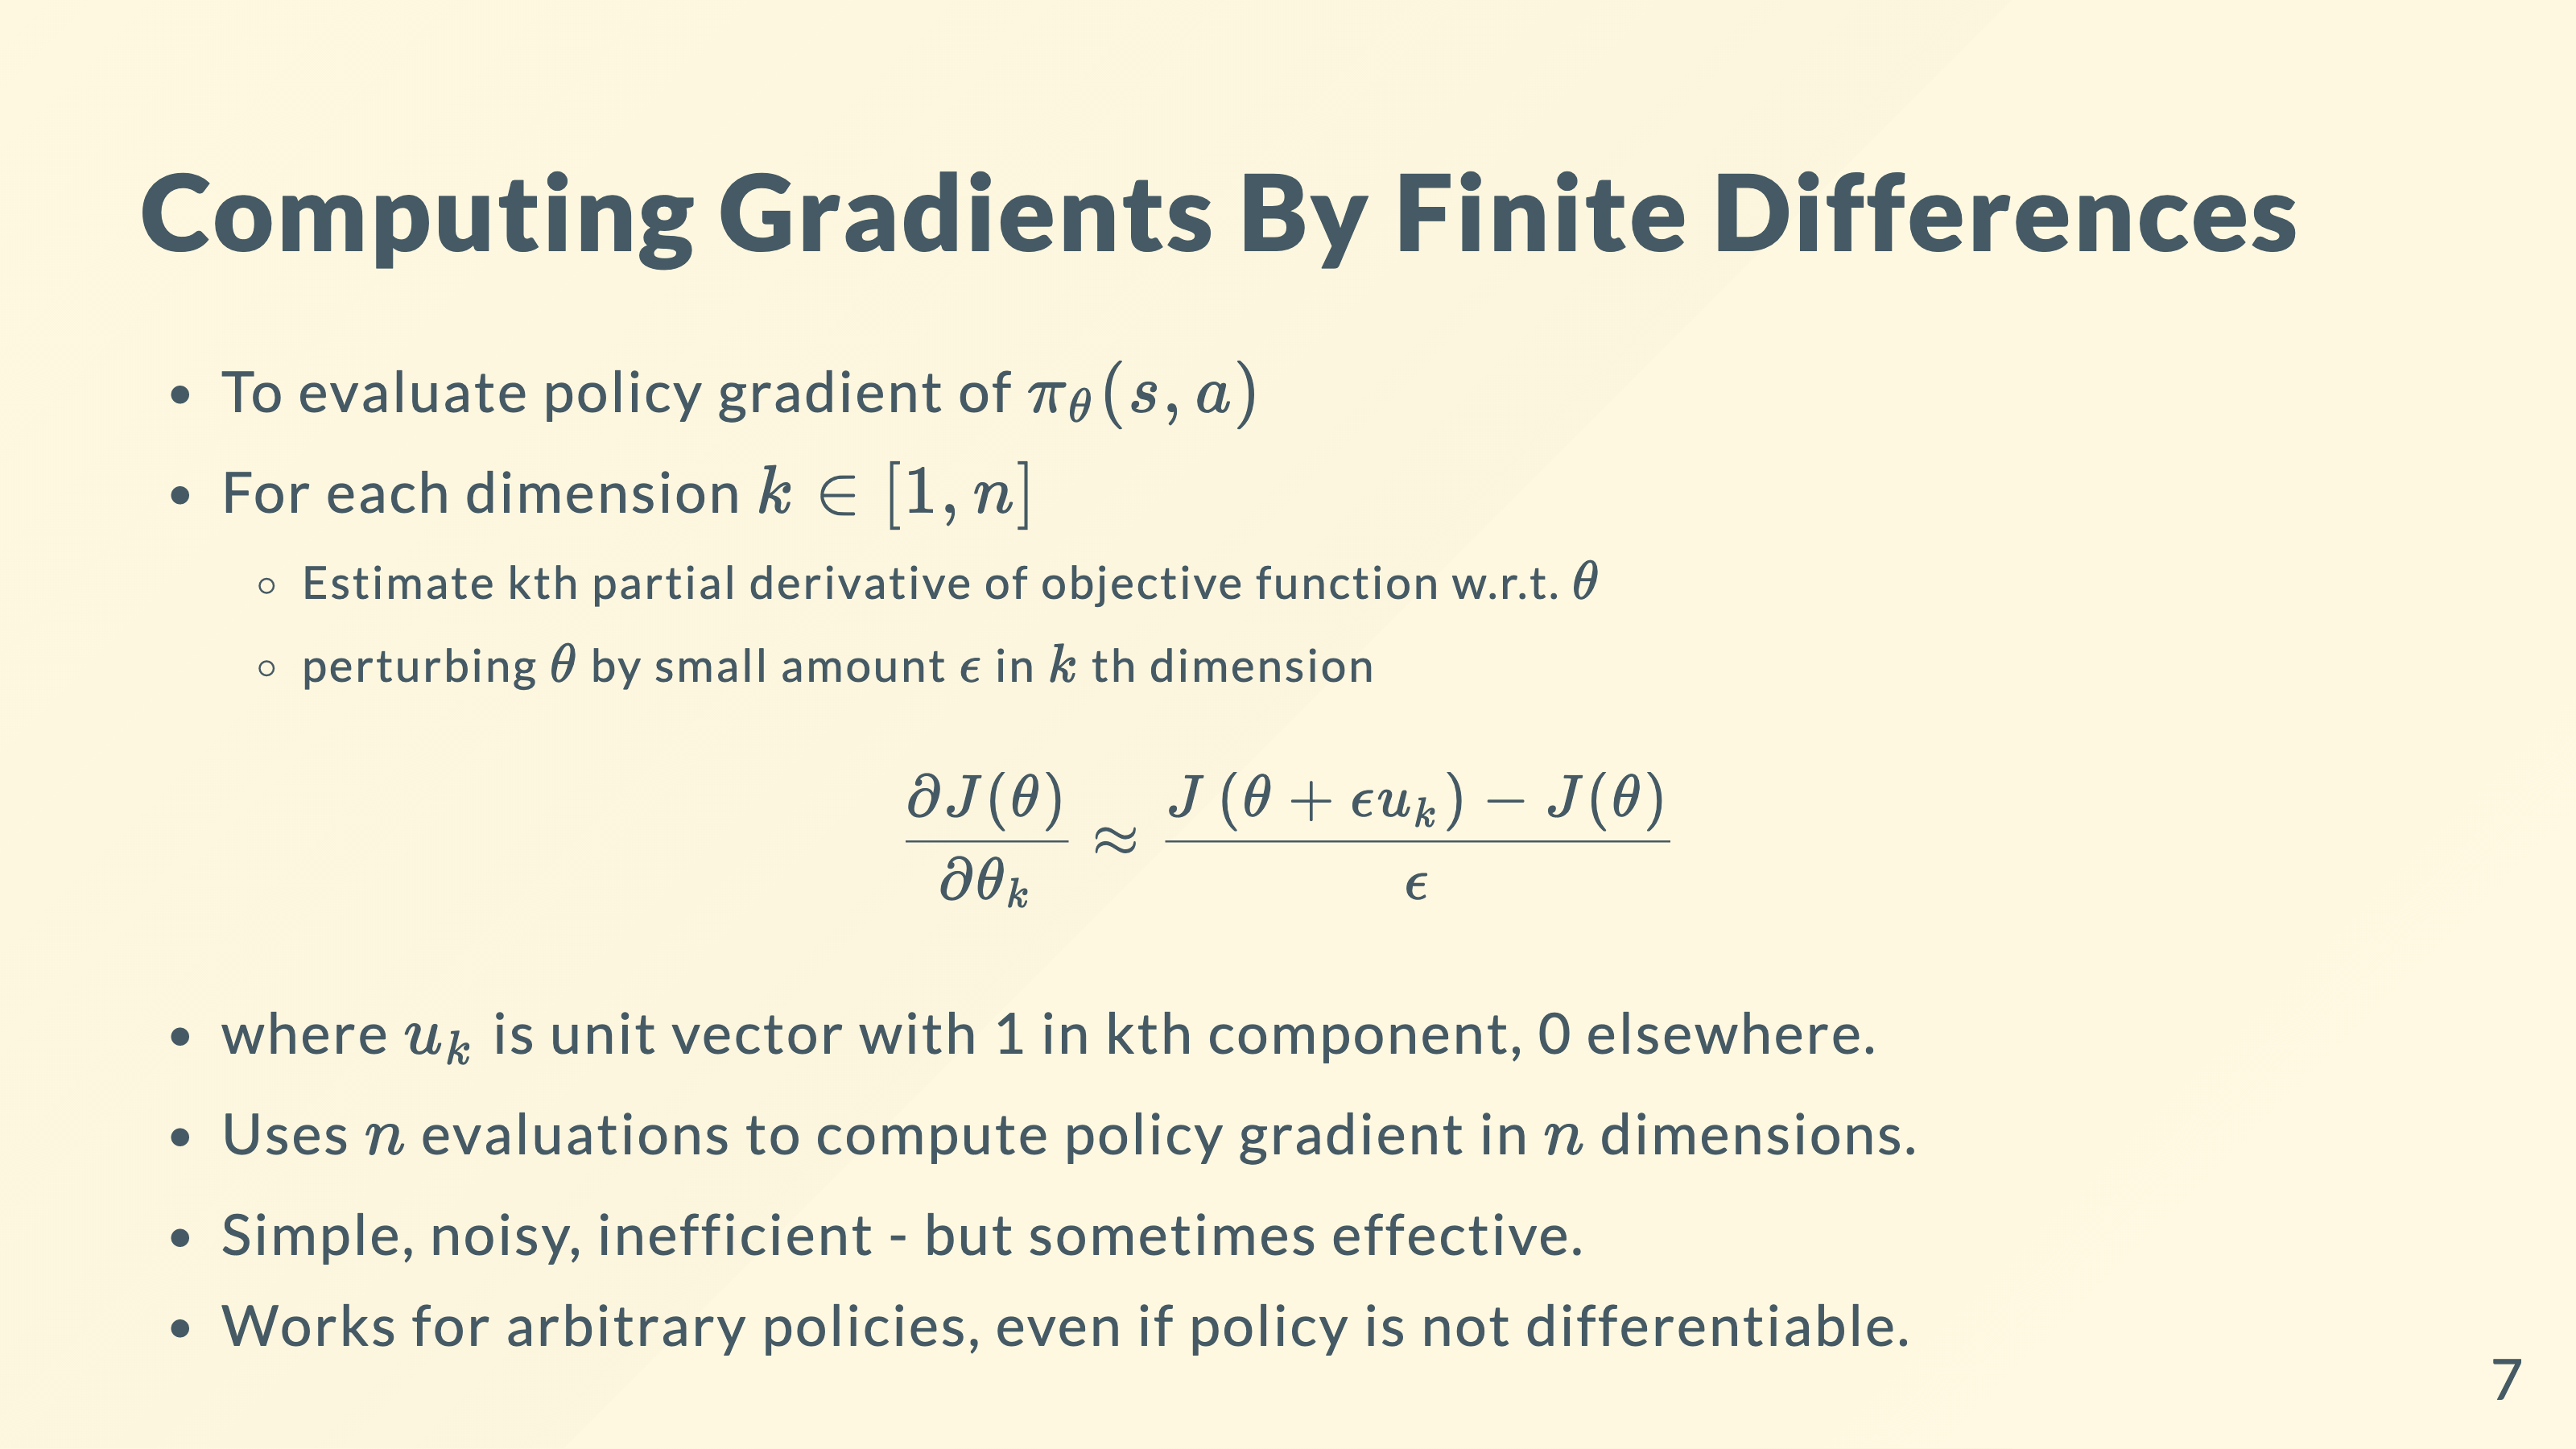 Computing Gradients By Finite Differences
• To evaluate policy gradient of π_θ(s, a)
• For each dimension k ∈ [1, n]
∘ Estimate kth partial derivative of objective function w.r.t. θ
∘ perturbing θ by small amount ϵ in k th dimension
∂J(θ)/∂θ_k ≈ (J (θ + ϵu_k) − J(θ))/ϵ
• where u_k is unit vector with 1 in kth component, 0 elsewhere.
• Uses n evaluations to compute policy gradient in n dimensions.
• Simple, noisy, inefficient - but sometimes effective.
• Works for arbitrary policies, even if policy is not differentiable.
7